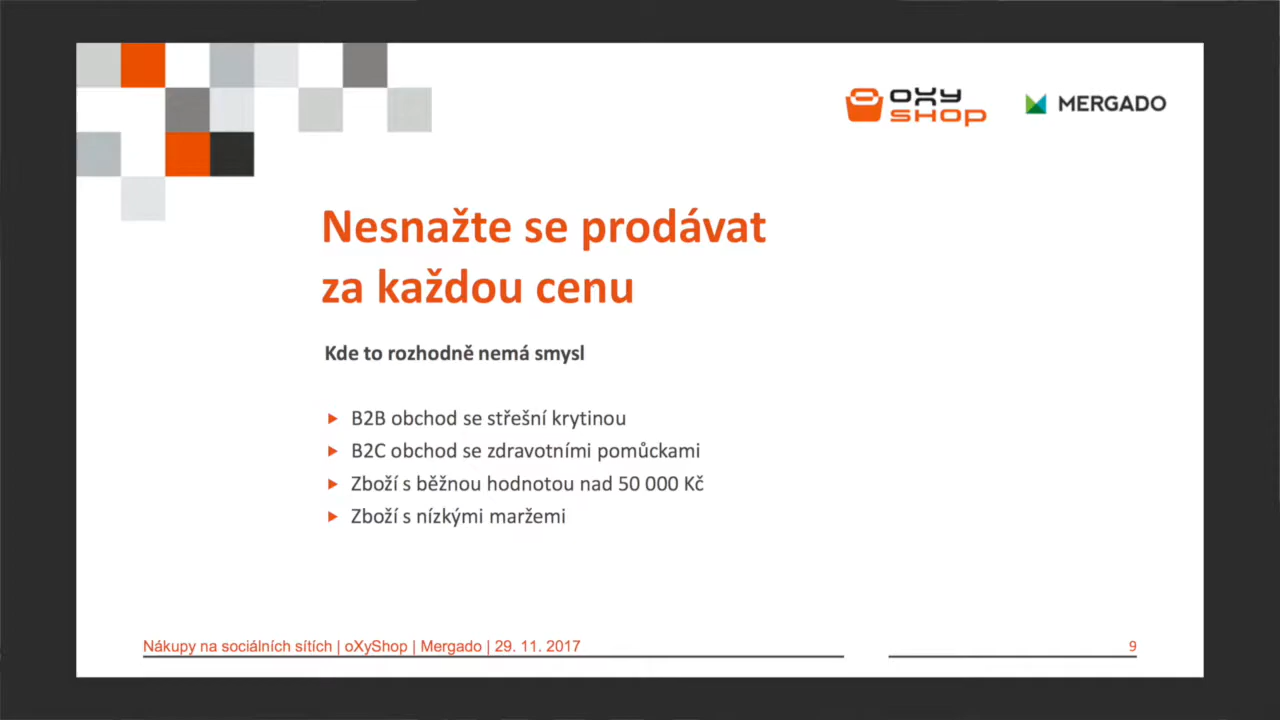 oxy
shop
MERGADO
Nesnažte se prodávat
za každou cenu
Kde to rozhodně nemá smysl
B2B obchod se střešní krytinou
B2C obchod se zdravotními pomůckami
Zboží s běžnou hodnotou nad 50 000 Kč
Zboží s nízkými maržemi
Nákupy na sociálních sítích | oXyShop | Mergado | 29. 11. 2017
9